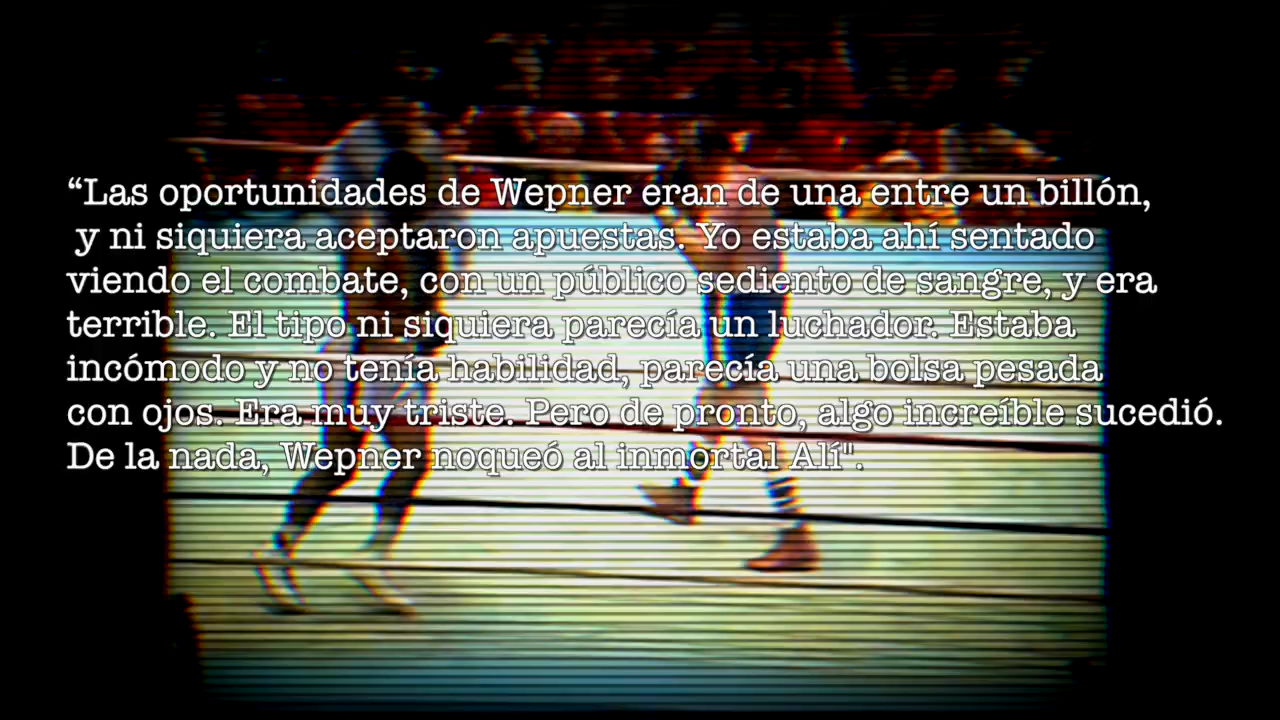 “Las oportunidades de Wepner eran de una entre un billón,
y ni siquiera aceptaron apuestas. Yo estaba ahí sentado
viendo el combate, con un público sediento de sangre, y era
terrible. El tipo ni siquiera parecía un luchador. Estaba
incómodo y no tenía habilidad, parecía una bolsa pesada
con ojos. Era muy triste. Pero de pronto, algo increíble sucedió.
De la nada, Wepner noqueó al inmortal Alí".